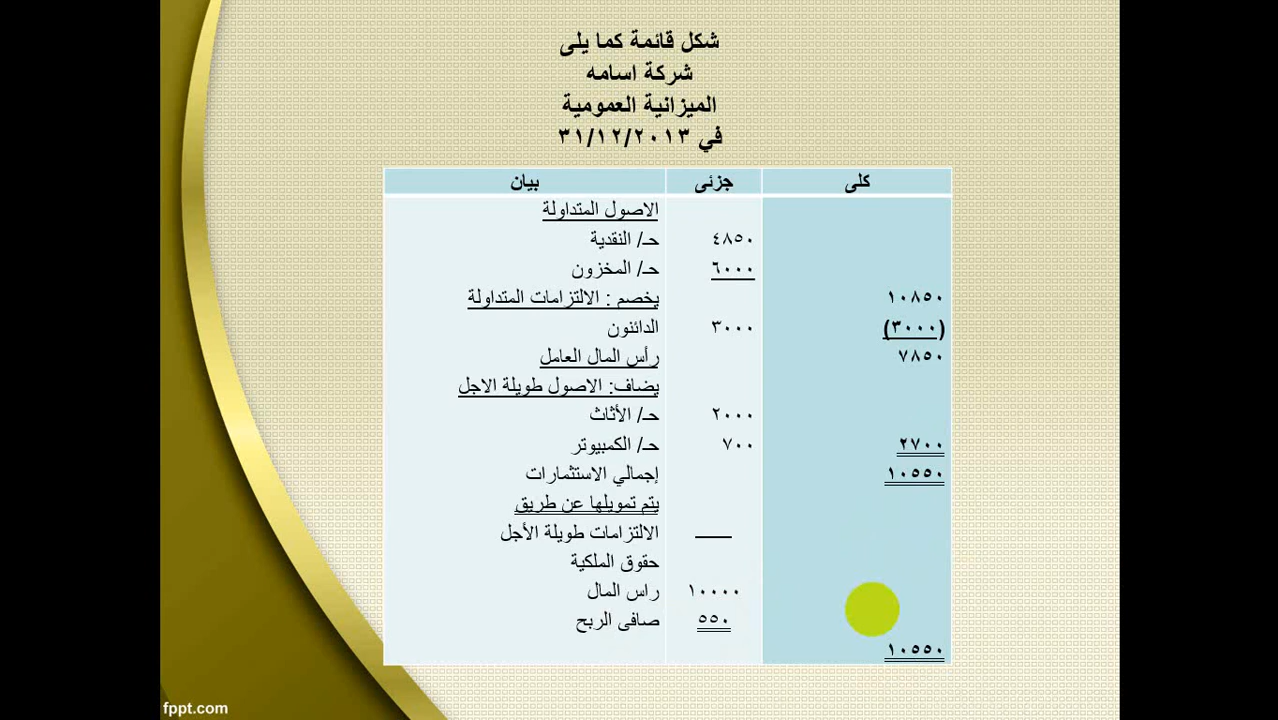 شكل قائمة كما يلى
شركة اسامه
الميزانية العمومية
في ٣١/١٢/٢٠١٣
كلى جزئى بيان
الاصول المتداولة
٤٨٥٠ حـ/ النقدية
٦٠٠٠ حـ/ المخزون
١٠٨٥٠ يخصم : الالتزامات المتداولة
(٣٠٠٠) ٣٠٠٠ الدائنون
٧٨٥٠ رأس المال العامل
يضاف: الاصول طويلة الاجل
٢٠٠٠ حـ/ الأثاث
٢٧٠٠ ٧٠٠ حـ/ الكمبيوتر
١٠٥٥٠ إجمالي الاستثمارات
يتم تمويلها عن طريق
ـــــ الالتزامات طويلة الأجل
حقوق الملكية
١٠٠٠٠ راس المال
٥٥٠ صافى الربح
١٠٥٥٠
fppt.com